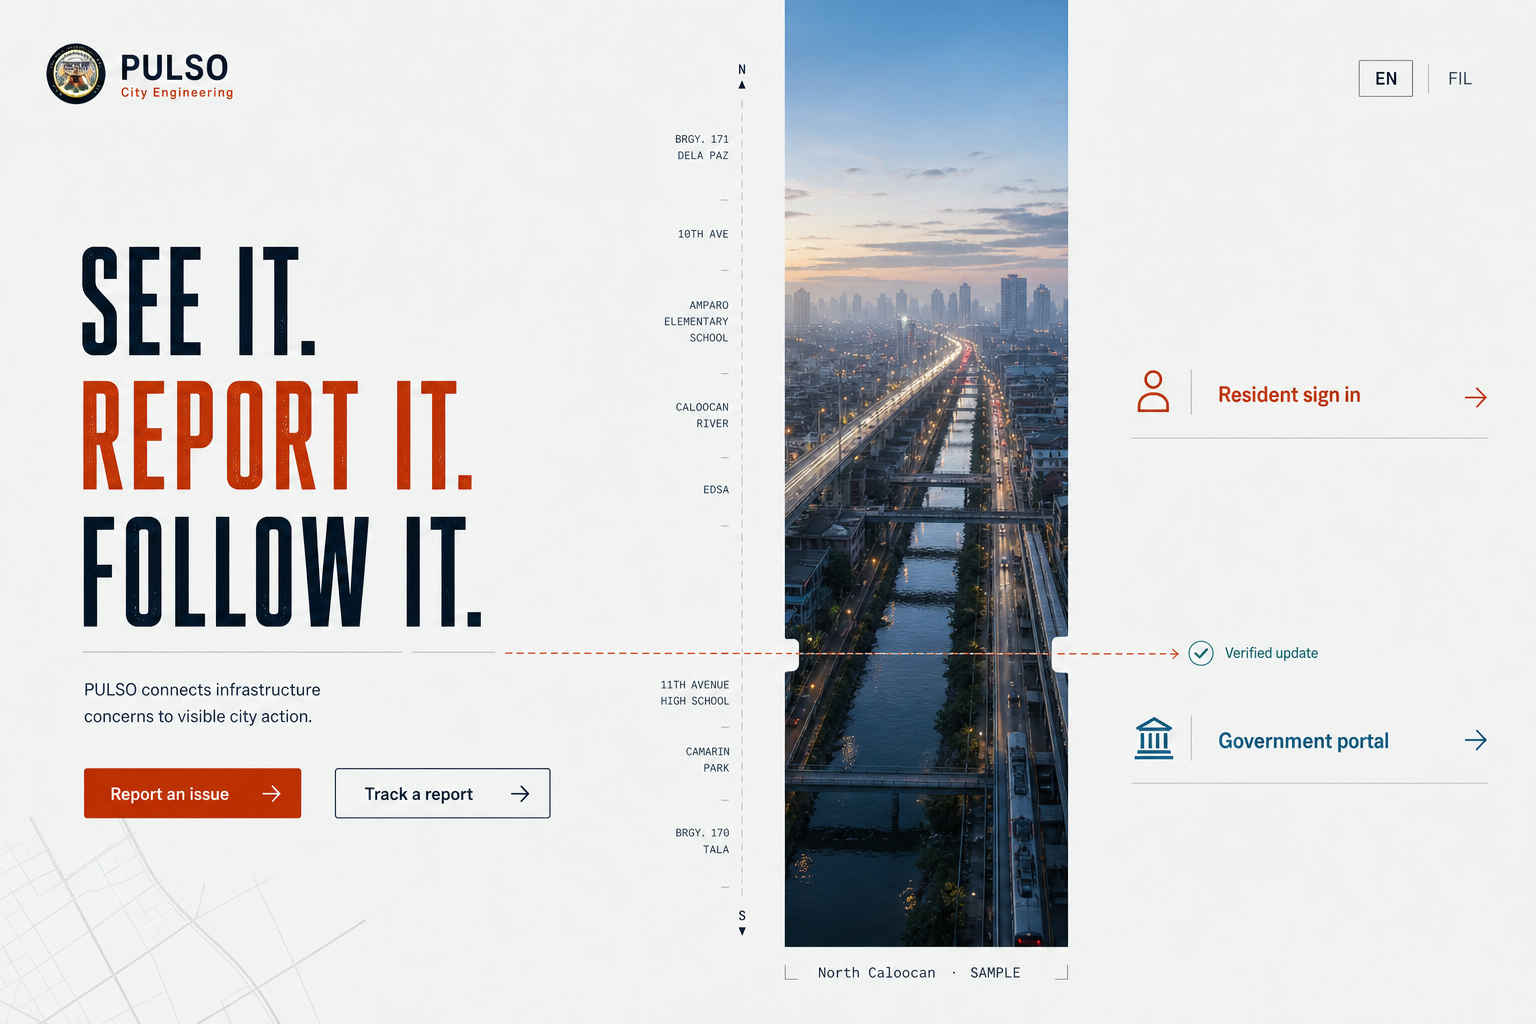 PULSO
City Engineering
EN
FIL
N
BRGY. 171
DELA PAZ
10TH AVE
AMPARO
ELEMENTARY
SCHOOL
CALOOCAN
RIVER
EDSA
11TH AVENUE
HIGH SCHOOL
CAMARIN
PARK
BRGY. 170
TALA
S
SEE IT.
REPORT IT.
FOLLOW IT.
PULSO connects infrastructure
concerns to visible city action.
Report an issue
Track a report
North Caloocan · SAMPLE
Resident sign in
Verified update
Government portal